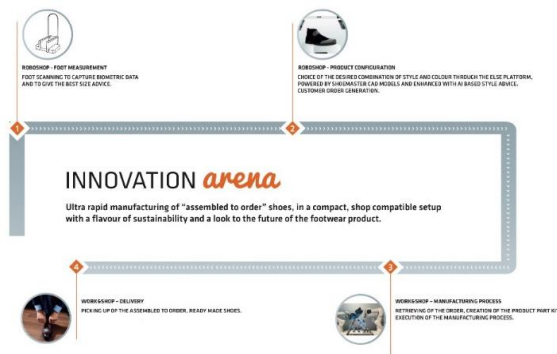 ROBOSHOP - FOOT MEASUREMENT
FOOT SCANNING TO CAPTURE BIOMETRIC DATA
AND TO GIVE THE BEST SIZE ADVICE.
ROBOSHOP - PRODUCT CONFIGURATION
CHOICE OF THE DESIRED COMBINATION OF STYLE AND COLOUR THROUGH THE ELSE PLATFORM,
POWERED BY SHOEMASTER CAD MODELS AND ENHANCED WITH AI BASED STYLE ADVICE.
CUSTOMER ORDER GENERATION.
1
2
INNOVATION arena
Ultra rapid manufacturing of “assembled to order” shoes, in a compact, shop compatible setup
with a flavour of sustainability and a look to the future of the footwear product.
4
3
WORK&SHOP - DELIVERY
PICKING UP OF THE ASSEMBLED TO ORDER, READY MADE SHOES.
WORK&SHOP - MANUFACTURING PROCESS
RETRIEVING OF THE ORDER, CREATION OF THE PRODUCT PART
EXECUTION OF THE MANUFACTURING PROCESS.